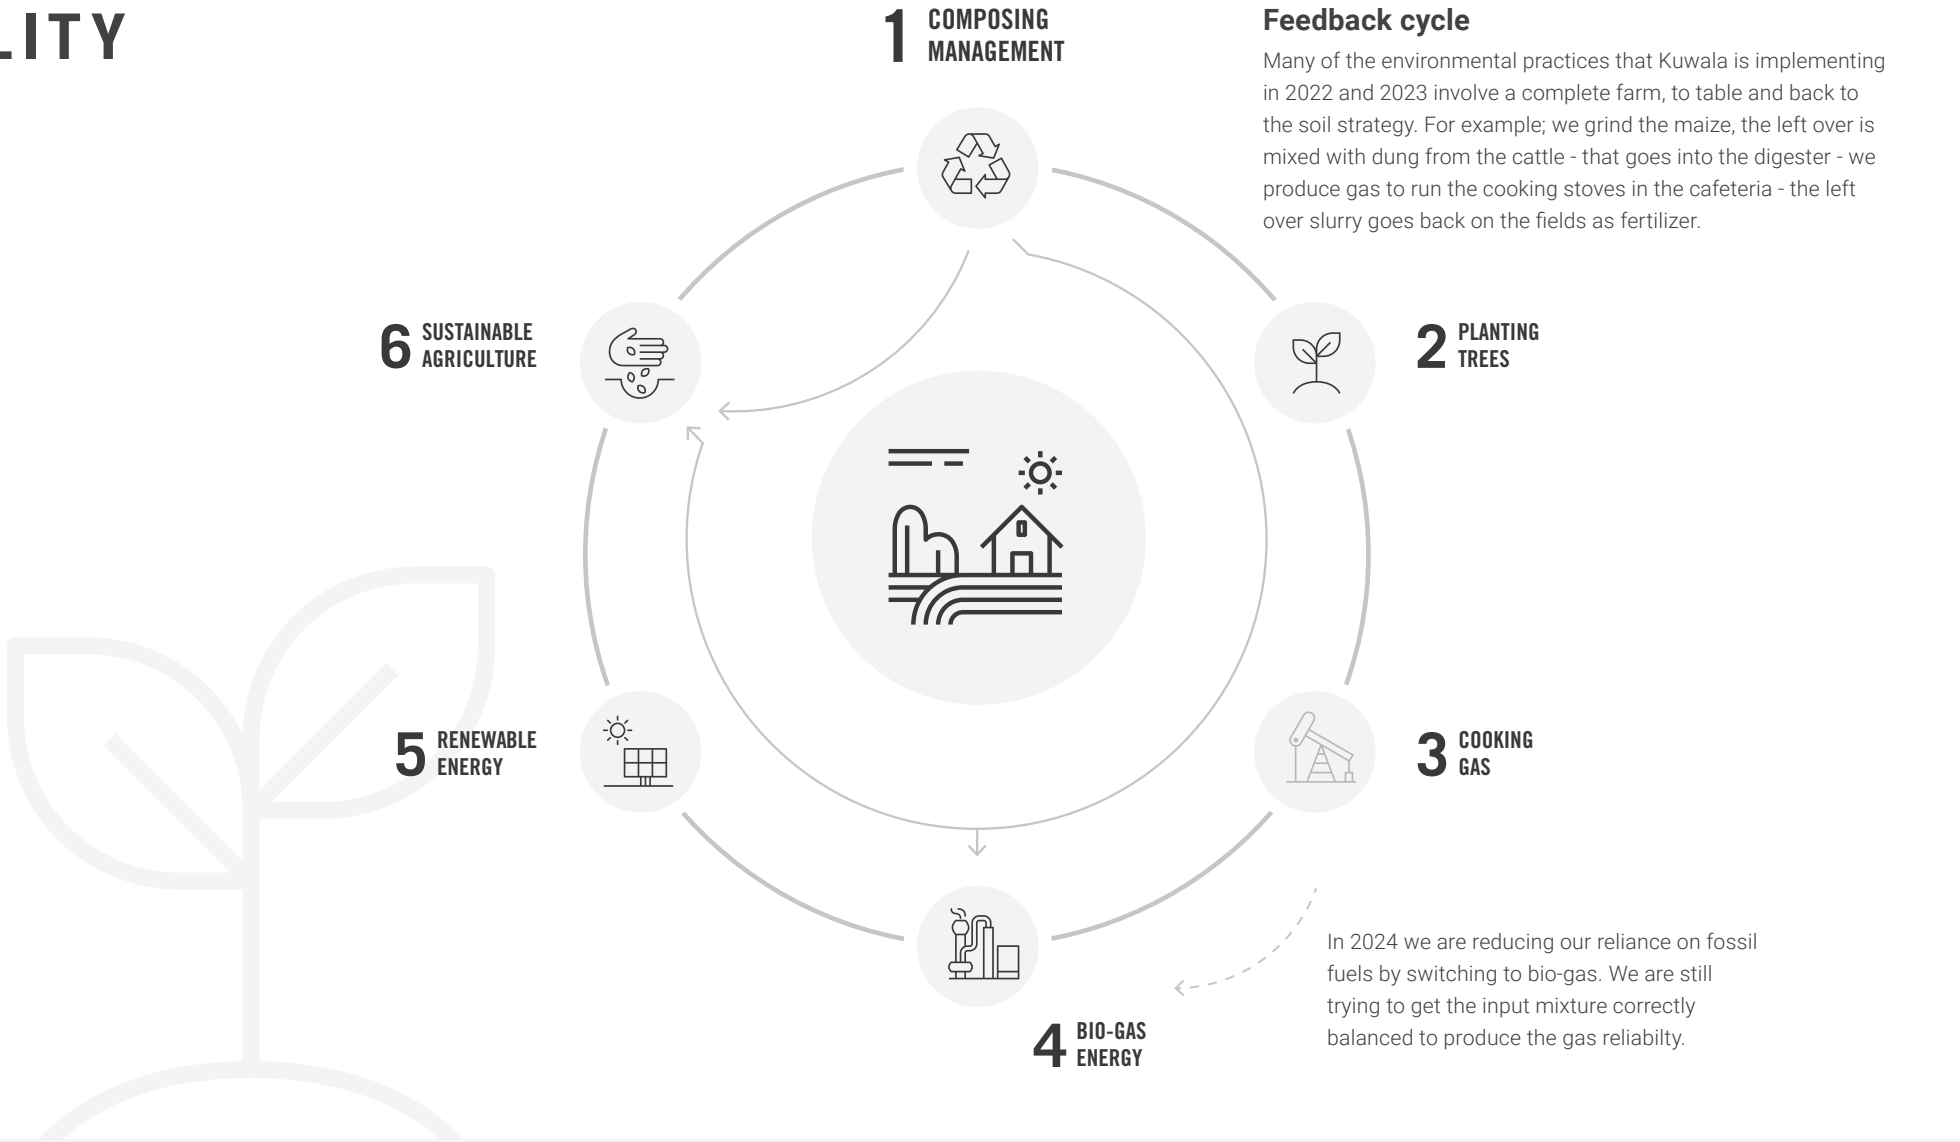 LITY
1 COMPOSING
MANAGEMENT
Feedback cycle
Many of the environmental practices that Kuwala is implementing
in 2022 and 2023 involve a complete farm, to table and back to
the soil strategy. For example; we grind the maize, the left over is
mixed with dung from the cattle - that goes into the digester - we
produce gas to run the cooking stoves in the cafeteria - the left
over slurry goes back on the fields as fertilizer.
6 SUSTAINABLE
AGRICULTURE
2 PLANTING
TREES
5 RENEWABLE
ENERGY
3 COOKING
GAS
In 2024 we are reducing our reliance on fossil
fuels by switching to bio-gas. We are still
trying to get the input mixture correctly
balanced to produce the gas reliabilty.
4 BIO-GAS
ENERGY